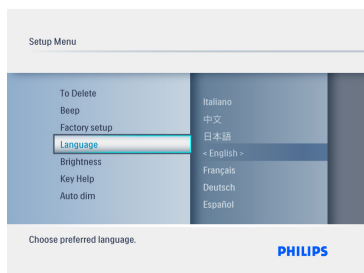 Setup Menu
To Delete
Beep
Factory setup
Language
Brightness
Key Help
Auto dim
Italiano
中文
日本語
< English >
Français
Deutsch
Español
Choose preferred language.
PHILIPS